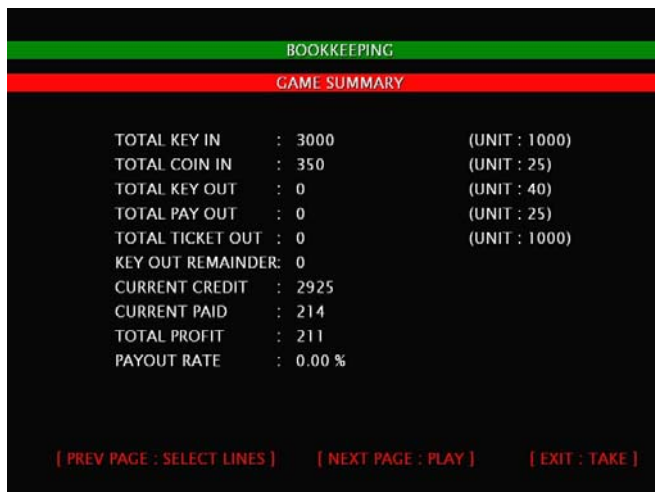 BOOKKEEPING
GAME SUMMARY
TOTAL KEY IN : 3000 (UNIT : 1000)
TOTAL COIN IN : 350 (UNIT : 25)
TOTAL KEY OUT : 0 (UNIT : 40)
TOTAL PAY OUT : 0 (UNIT : 25)
TOTAL TICKET OUT : 0 (UNIT : 1000)
KEY OUT REMAINDER: 0
CURRENT CREDIT : 2925
CURRENT PAID : 214
TOTAL PROFIT : 211
PAYOUT RATE : 0.00 %
[ PREV PAGE : SELECT LINES ] [ NEXT PAGE : PLAY ] [ EXIT : TAKE ]